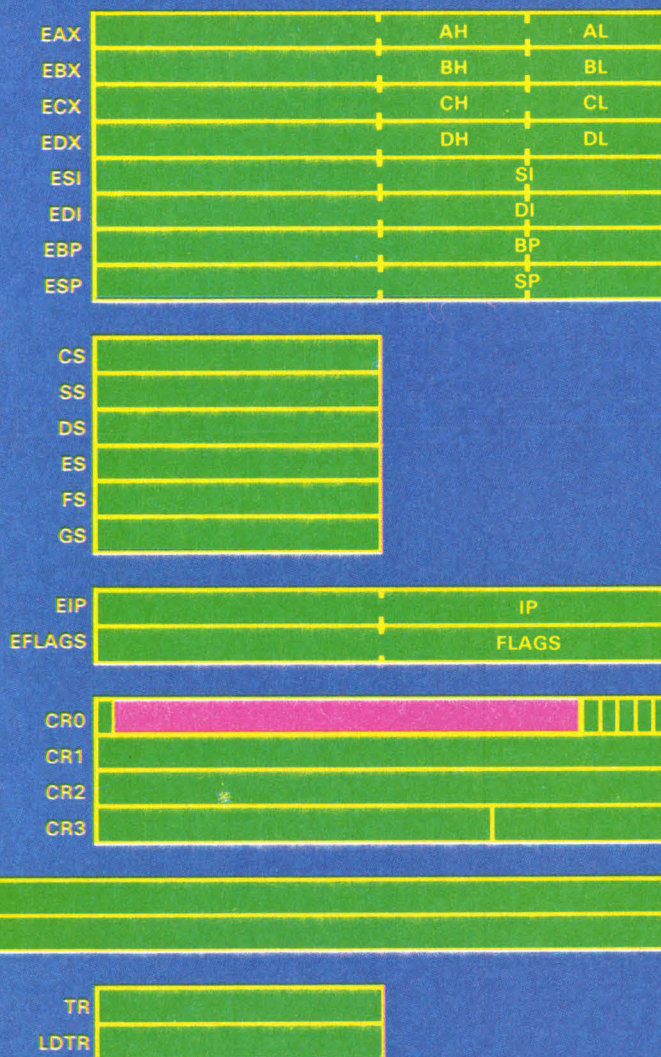 EAX AH AL
EBX BH BL
ECX CH CL
EDX DH DL
ESI SI
EDI DI
EBP BP
ESP SP
CS
SS
DS
ES
FS
GS
EIP IP
EFLAGS FLAGS
CR0
CR1
CR2
CR3
TR
LDTR